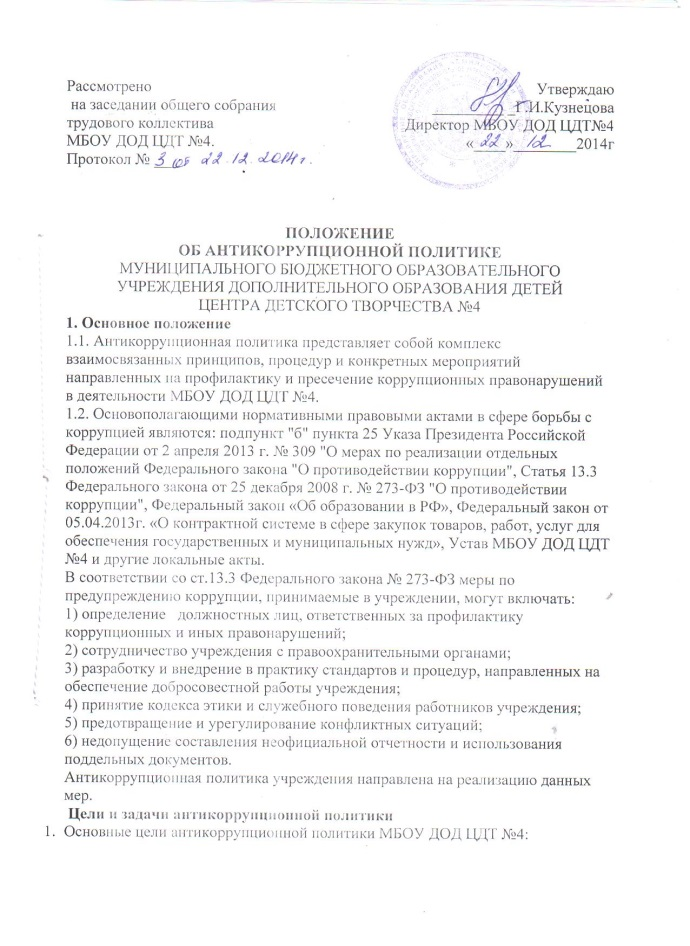 Рассмотрено
на заседании общего собрания
трудового коллектива
МБОУ ДОД ЦДТ №4.
Протокол № 3 от 22.12.2014г.
Утверждаю
Г.И.Кузнецова
Директор МБОУ ДОД ЦДТ№4
« 22 » 12 2014г
ПОЛОЖЕНИЕ
ОБ АНТИКОРРУПЦИОННОЙ ПОЛИТИКЕ
МУНИЦИПАЛЬНОГО БЮДЖЕТНОГО ОБРАЗОВАТЕЛЬНОГО
УЧРЕЖДЕНИЯ ДОПОЛНИТЕЛЬНОГО ОБРАЗОВАНИЯ ДЕТЕЙ
ЦЕНТРА ДЕТСКОГО ТВОРЧЕСТВА №4
1. Основное положение
1.1. Антикоррупционная политика представляет собой комплекс
взаимосвязанных принципов, процедур и конкретных мероприятий
направленных на профилактику и пресечение коррупционных правонарушений
в деятельности МБОУ ДОД ЦДТ №4.
1.2. Основополагающими нормативными правовыми актами в сфере борьбы с
коррупцией являются: подпункт "б" пункта 25 Указа Президента Российской
Федерации от 2 апреля 2013 г. № 309 "О мерах по реализации отдельных
положений Федерального закона "О противодействии коррупции", Статья 13.3
Федерального закона от 25 декабря 2008 г. № 273-ФЗ "О противодействии
коррупции", Федеральный закон «Об образовании в РФ», Федеральный закон от
05.04.2013г. «О контрактной системе в сфере закупок товаров, работ, услуг для
обеспечения государственных и муниципальных нужд», Устав МБОУ ДОД ЦДТ
№4 и другие локальные акты.
В соответствии со ст.13.3 Федерального закона № 273-ФЗ меры по
предупреждению коррупции, принимаемые в учреждении, могут включать:
1) определение должностных лиц, ответственных за профилактику
коррупционных и иных правонарушений;
2) сотрудничество учреждения с правоохранительными органами;
3) разработку и внедрение в практику стандартов и процедур, направленных на
обеспечение добросовестной работы учреждения;
4) принятие кодекса этики и служебного поведения работников учреждения;
5) предотвращение и урегулирование конфликтных ситуаций;
6) недопущение составления неофициальной отчетности и использования
поддельных документов.
Антикоррупционная политика учреждения направлена на реализацию данных
мер.
Цели и задачи антикоррупционной политики
1. Основные цели антикоррупционной политики МБОУ ДОД ЦДТ №4: